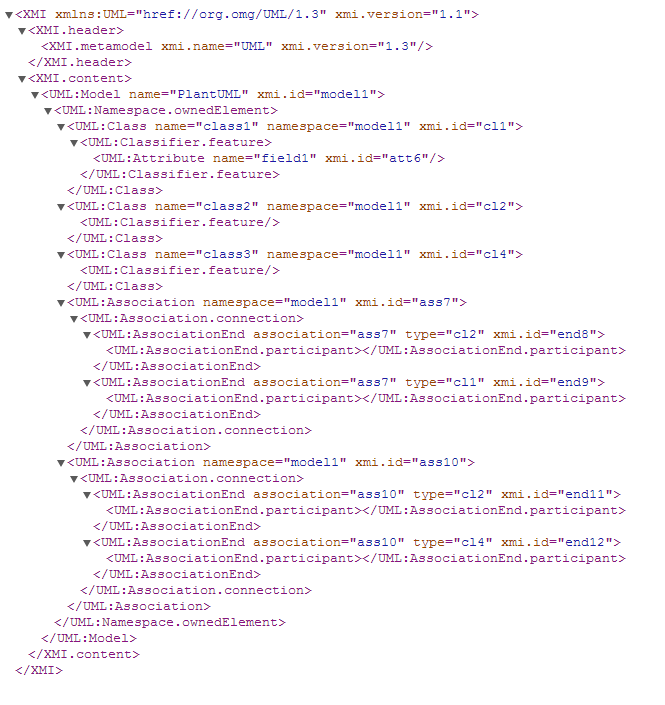 <XMI xmlns:UML="href://org.omg/UML/1.3" xmi.version="1.1">
<XMI.header>
<XMI.metamodel xmi.name="UML" xmi.version="1.3"/>
</XMI.header>
<XMI.content>
<UML:Model name="PlantUML" xmi.id="model1">
<UML:Namespace.ownedElement>
<UML:Class name="class1" namespace="model1" xmi.id="cl1">
<UML:Classifier.feature>
<UML:Attribute name="field1" xmi.id="att6"/>
</UML:Classifier.feature>
</UML:Class>
<UML:Class name="class2" namespace="model1" xmi.id="cl2">
<UML:Classifier.feature/>
</UML:Class>
<UML:Class name="class3" namespace="model1" xmi.id="cl4">
<UML:Classifier.feature/>
</UML:Class>
<UML:Association namespace="model1" xmi.id="ass7">
<UML:Association.connection>
<UML:AssociationEnd association="ass7" type="cl2" xmi.id="end8">
<UML:AssociationEnd.participant></UML:AssociationEnd.participant>
</UML:AssociationEnd>
<UML:AssociationEnd association="ass7" type="cl1" xmi.id="end9">
<UML:AssociationEnd.participant></UML:AssociationEnd.participant>
</UML:AssociationEnd>
</UML:Association.connection>
</UML:Association>
<UML:Association namespace="model1" xmi.id="ass10">
<UML:Association.connection>
<UML:AssociationEnd association="ass10" type="cl2" xmi.id="end11">
<UML:AssociationEnd.participant></UML:AssociationEnd.participant>
</UML:AssociationEnd>
<UML:AssociationEnd association="ass10" type="cl4" xmi.id="end12">
<UML:AssociationEnd.participant></UML:AssociationEnd.participant>
</UML:AssociationEnd>
</UML:Association.connection>
</UML:Association>
</UML:Namespace.ownedElement>
</UML:Model>
</XMI.content>
</XMI>